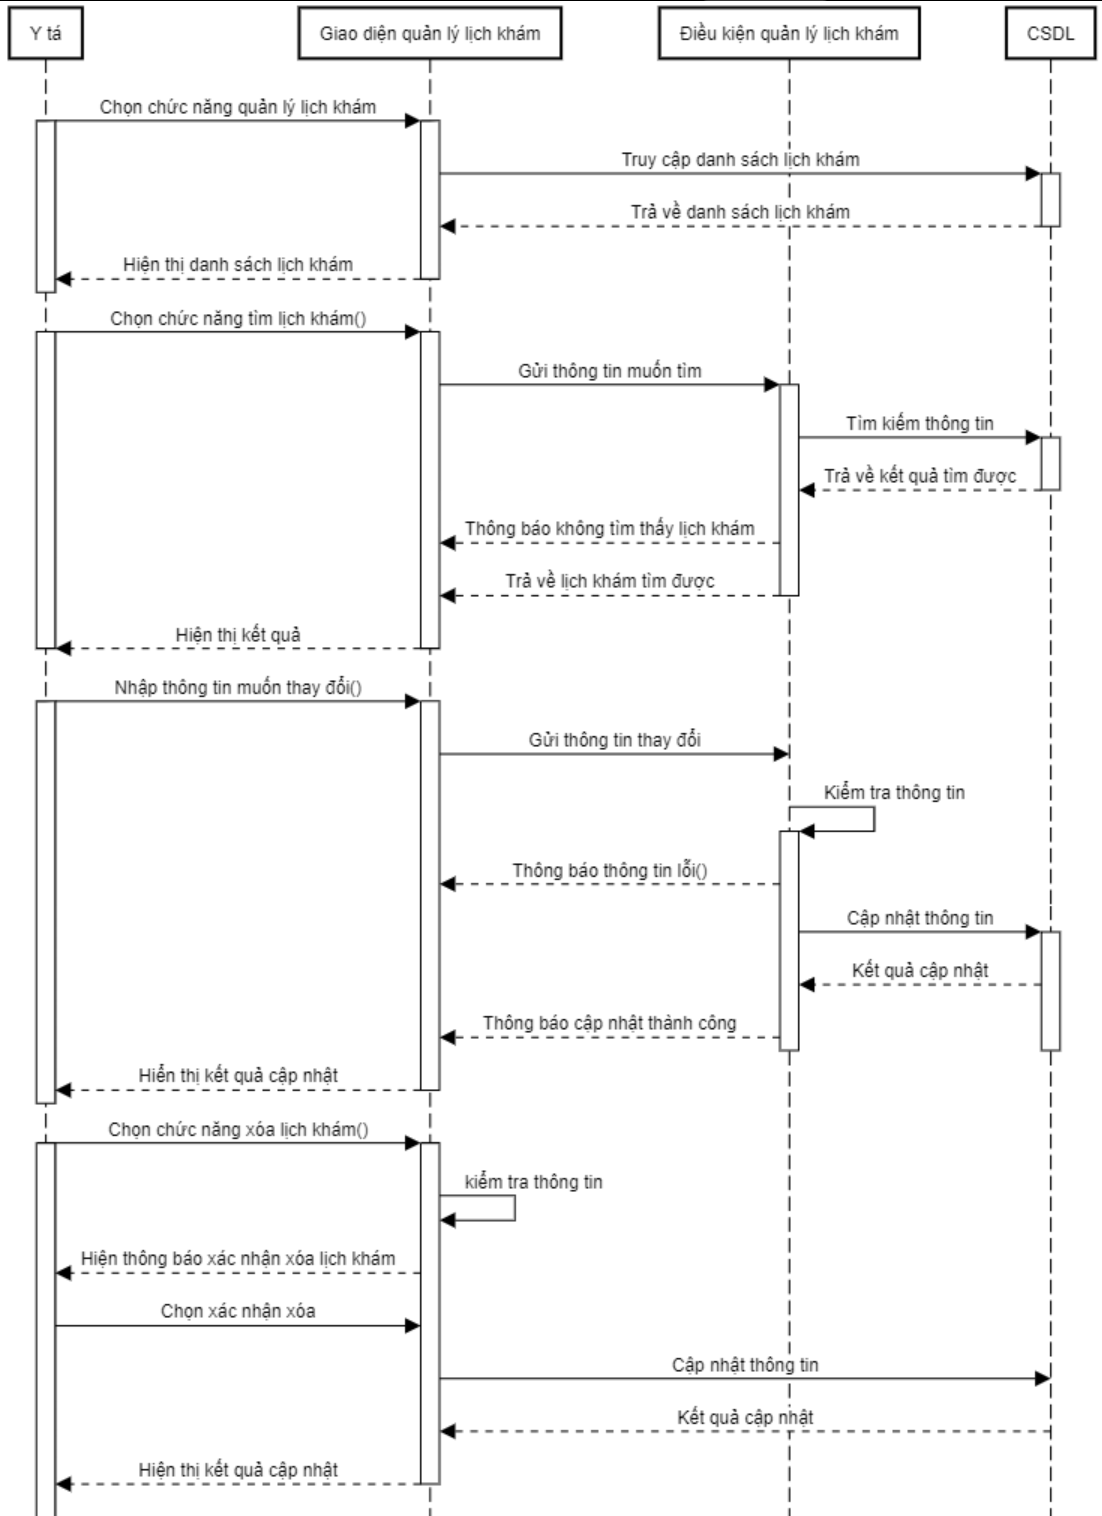 Y tá
Giao diện quản lý lịch khám
Điều kiện quản lý lịch khám
CSDL
Chọn chức năng quản lý lịch khám
Truy cập danh sách lịch khám
Trả về danh sách lịch khám
Hiện thị danh sách lịch khám
Chọn chức năng tìm lịch khám()
Gửi thông tin muốn tìm
Tìm kiếm thông tin
Trả về kết quả tìm được
Thông báo không tìm thấy lịch khám
Trả về lịch khám tìm được
Hiện thị kết quả
Nhập thông tin muốn thay đổi()
Gửi thông tin thay đổi
Kiểm tra thông tin
Thông báo thông tin lỗi()
Cập nhật thông tin
Kết quả cập nhật
Thông báo cập nhật thành công
Hiển thị kết quả cập nhật
Chọn chức năng xóa lịch khám()
kiểm tra thông tin
Hiện thông báo xác nhận xóa lịch khám
Chọn xác nhận xóa
Cập nhật thông tin
Kết quả cập nhật
Hiện thị kết quả cập nhật